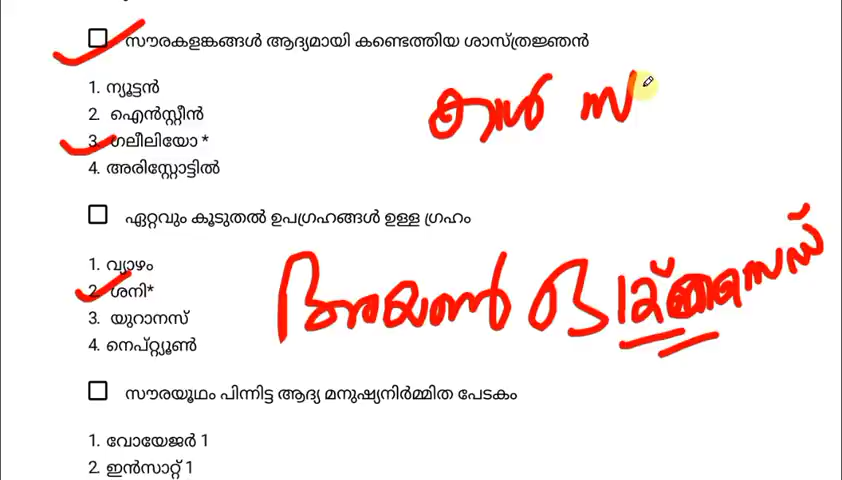 സൗരകളങ്കങ്ങൾ ആദ്യമായി കണ്ടെത്തിയ ശാസ്ത്രജ്ഞൻ
1. ന്യൂട്ടൻ
2. ഐൻസ്റ്റീൻ
3. ഗലീലിയോ *
4. അരിസ്റ്റോട്ടിൽ
കാൾ സ
ഏറ്റവും കൂടുതൽ ഉപഗ്രഹങ്ങൾ ഉള്ള ഗ്രഹം
1. വ്യാഴം
2. ശനി*
3. യുറാനസ്
4. നെപ്റ്റ്യൂൺ
അയൺ
സൗരയൂഥം പിന്നിട്ട ആദ്യ മനുഷ്യനിർമ്മിത പേടകം
1. വോയേജർ 1
2. ഇൻസാറ്റ് 1